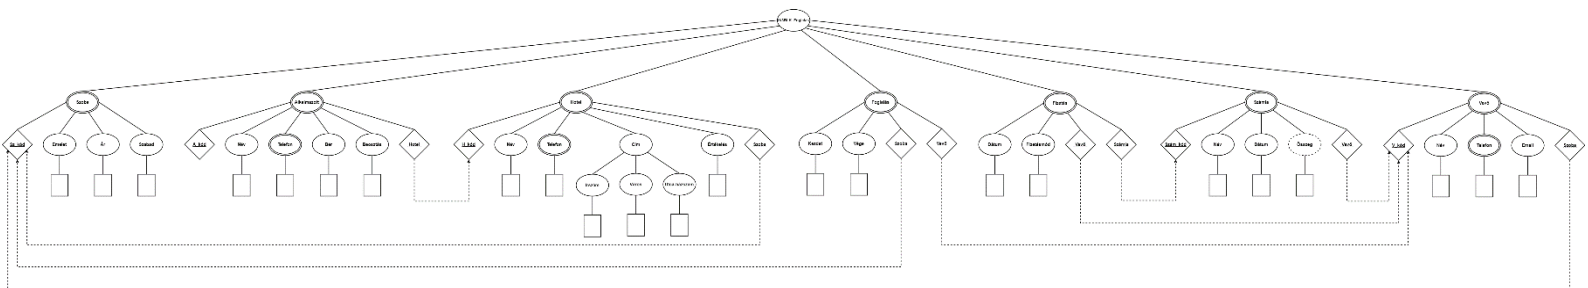 Szoba
Alkalmazott
Hotel
Foglalás
Fizetés
Számla
Vevő
Sz_kód
Emelet
Ár
Szabad
A_kód
Név
Telefon
Bér
Beosztás
Hotel
H_kód
Név
Telefon
Cím
Értékelés
Szoba
Kezdet
Vége
Szoba
Vevő
Dátum
Fizetési mód
Vevő
Számla
Szám_kód
Név
Dátum
Összeg
Vevő
V_kód
Név
Telefon
Email
Szoba
Város